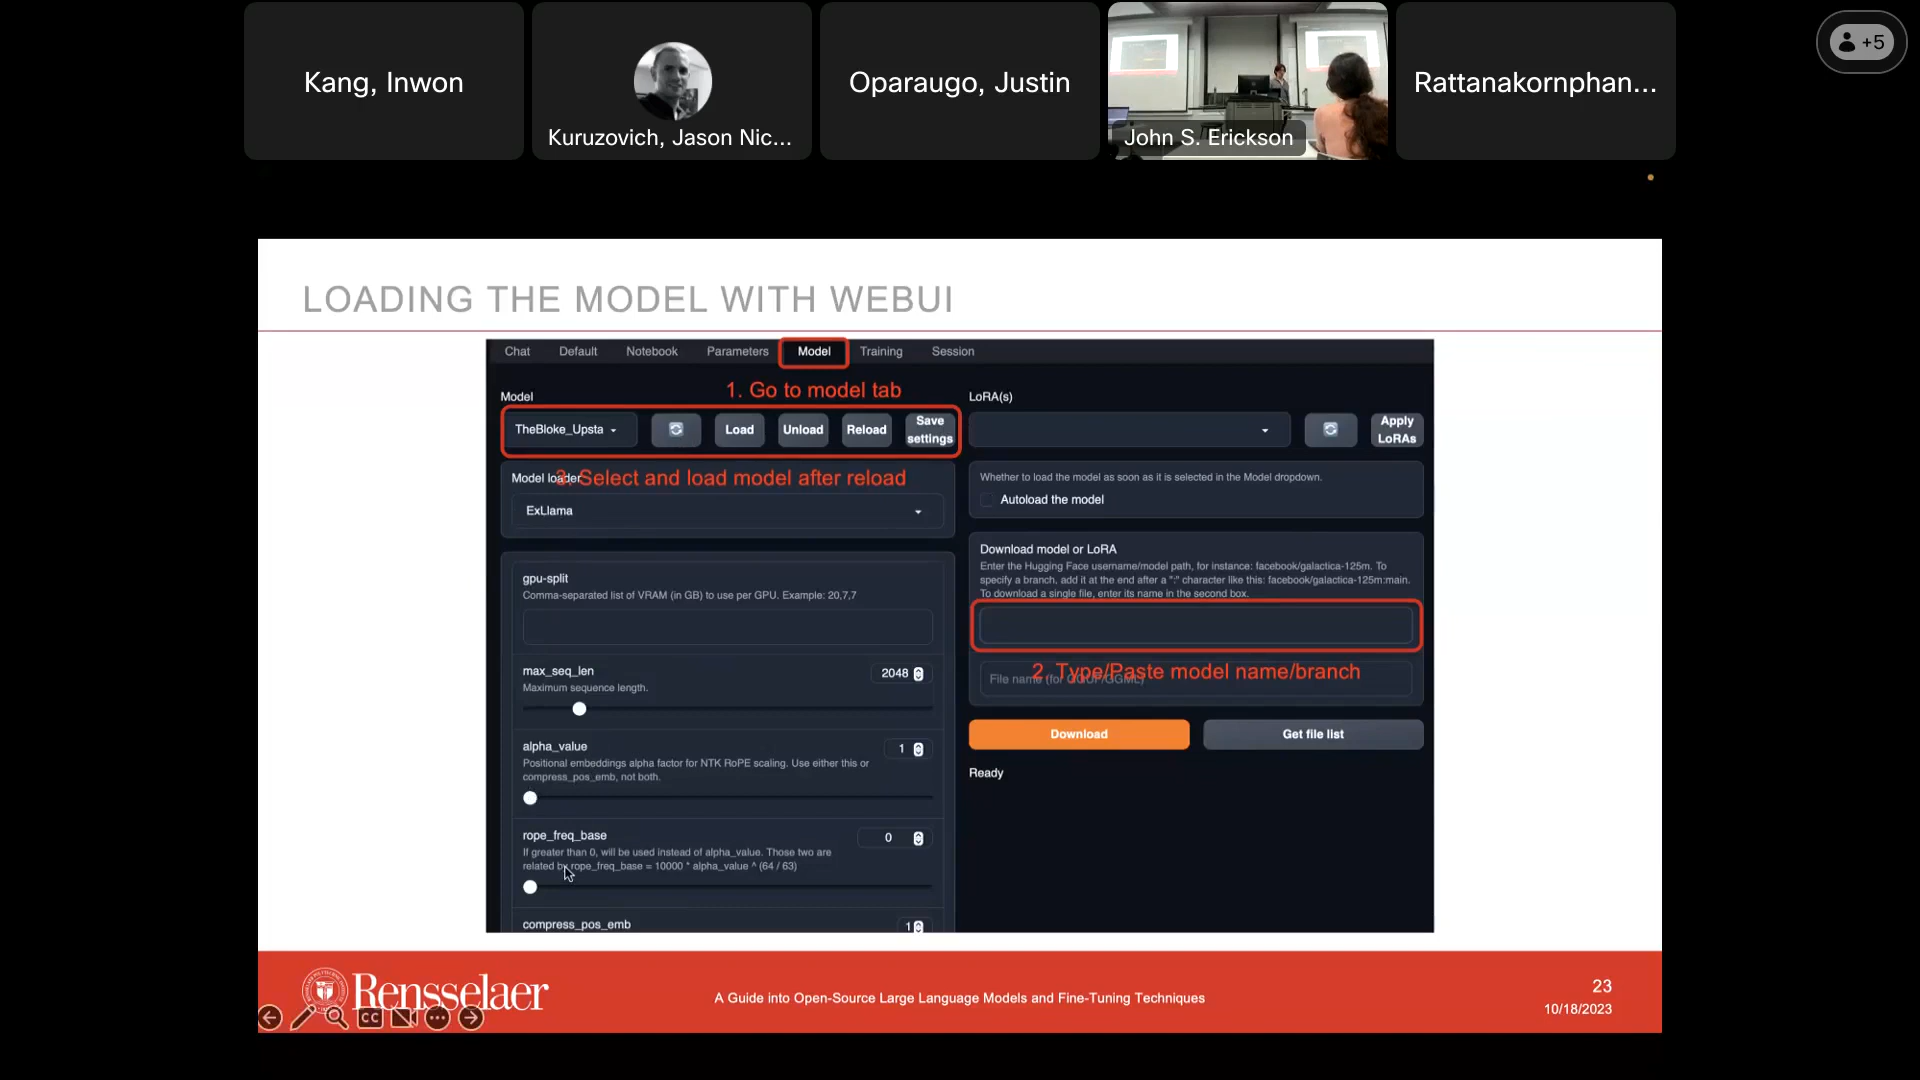 Kang, Inwon
Kuruzovich, Jason Nic...
Oparaugo, Justin
John S. Erickson
Rattanakornphan...
+5
LOADING THE MODEL WITH WEBUI
Chat Default Notebook Parameters Model Training Session
1. Go to model tab
Model
TheBloke_Upsta Load Unload Reload Save settings
3. Select and load model after reload
Model loader
ExLlama
gpu-split
Comma-separated list of VRAM (in GB) to use per GPU. Example: 20,7,7
max_seq_len 2048
Maximum sequence length.
alpha_value 1
Positional embeddings alpha factor for NTK RoPE scaling. Use either this or
compress_pos_emb, not both.
rope_freq_base 0
If greater than 0, will be used instead of alpha_value. Those two are
related by rope_freq_base = 10000 * alpha_value ^ (64 / 63)
compress_pos_emb 1
LoRA(s)
Apply
LoRAs
Whether to load the model as soon as it is selected in the Model dropdown.
Autoload the model
Download model or LoRA
Enter the Hugging Face username/model path, for instance: facebook/galactica-125m. To
specify a branch, add it at the end after a ":" character like this: facebook/galactica-125m:main.
To download a single file, enter its name in the second box.
2. Type/Paste model name/branch
File name (for GGUF/GGML)
Download Get file list
Ready
Rensselaer
CC
A Guide into Open-Source Large Language Models and Fine-Tuning Techniques
23
10/18/2023